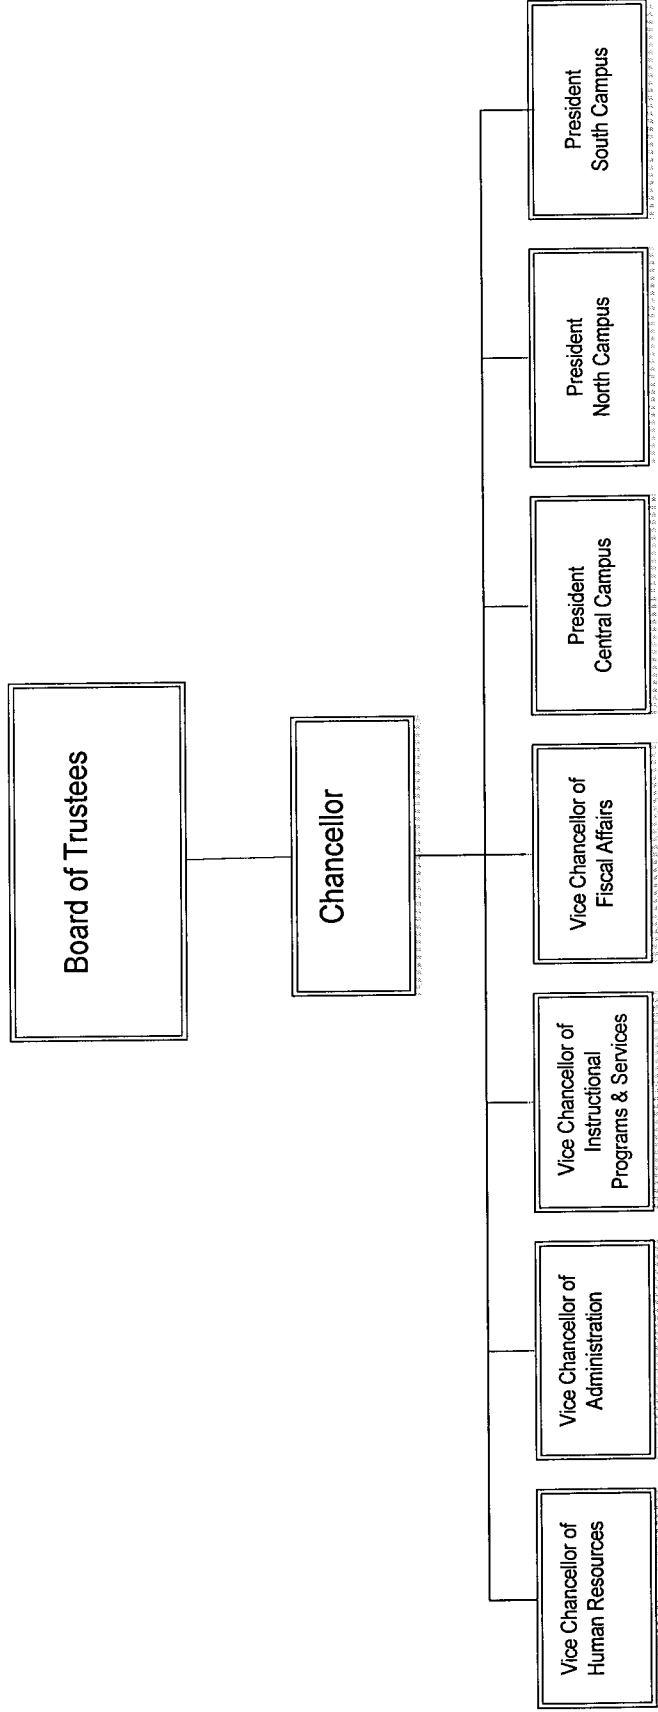 Board of Trustees
Chancellor
Vice Chancellor of
Human Resources
Vice Chancellor of
Administration
Vice Chancellor of
Instructional
Programs & Services
Vice Chancellor of
Fiscal Affairs
President
Central Campus
President
North Campus
President
South Campus